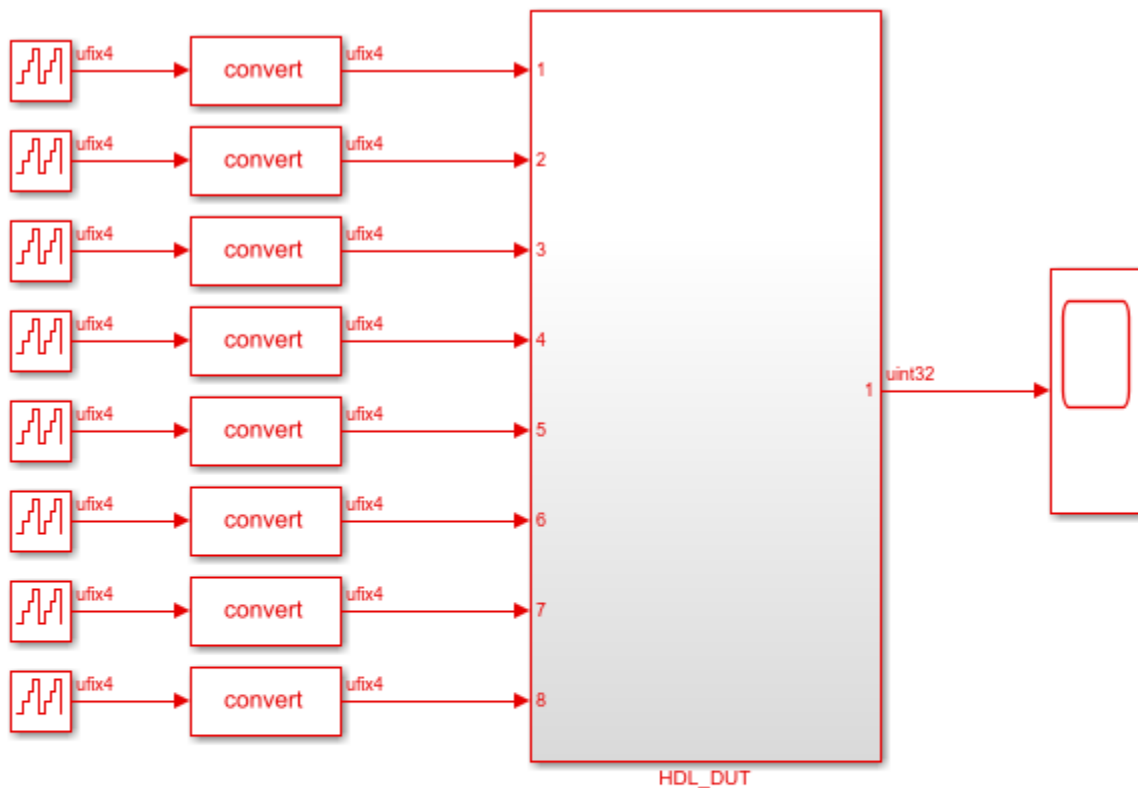 ufix4 convert ufix4 1
ufix4 convert ufix4 2
ufix4 convert ufix4 3
ufix4 convert ufix4 4
uint32
1
ufix4 convert ufix4 5
ufix4 convert ufix4 6
ufix4 convert ufix4 7
ufix4 convert ufix4 8
HDL_DUT